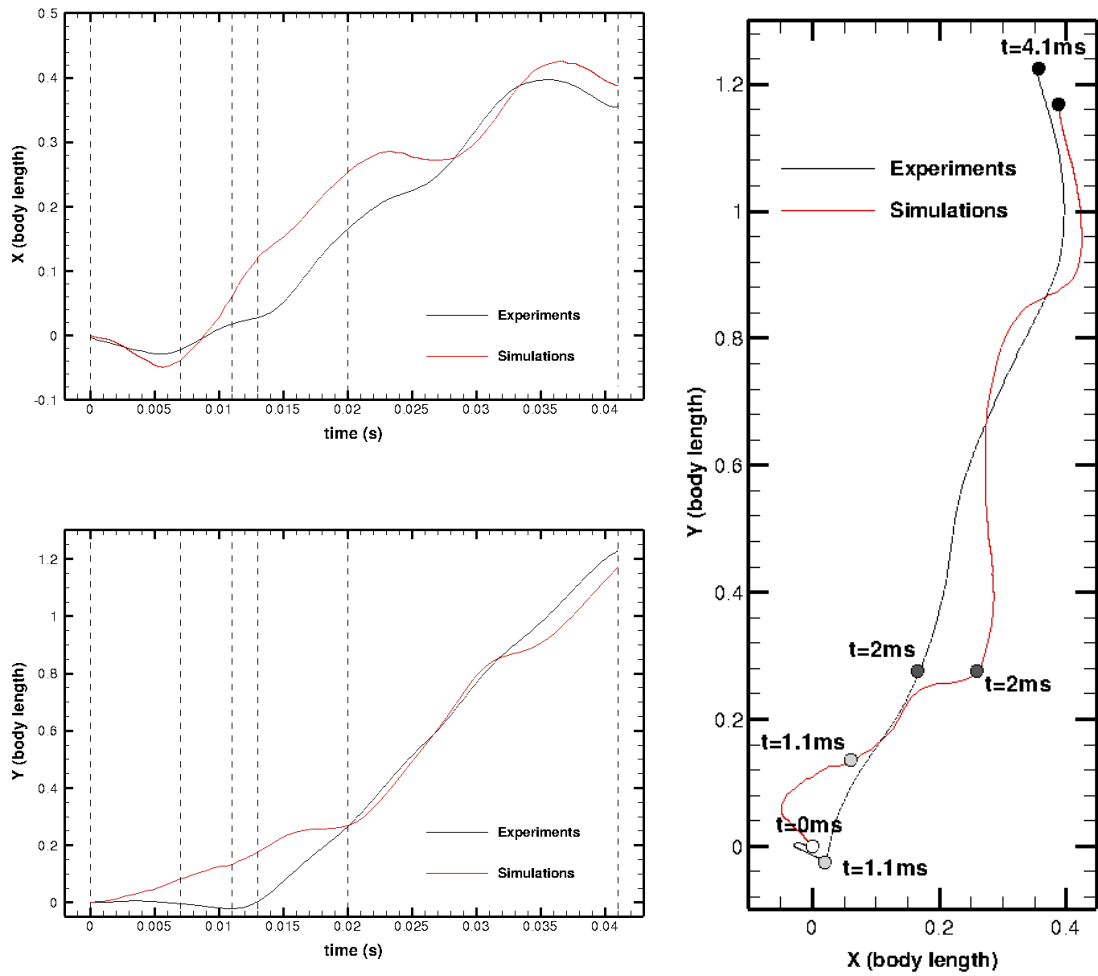 0.5
0.4
0.3
0.2
0.1
0
-0.1
X (body length)
Experiments
Simulations
0 0.005 0.01 0.015 0.02 0.025 0.03 0.035 0.04
time (s)
1.2
1
0.8
0.6
0.4
0.2
0
Y (body length)
Experiments
Simulations
0 0.005 0.01 0.015 0.02 0.025 0.03 0.035 0.04
time (s)
t=4.1ms
1.2
Experiments
Simulations
1
0.8
0.6
0.4
0.2
0
Y (body length)
t=2ms
t=2ms
t=1.1ms
t=0ms
t=1.1ms
0 0.2 0.4
X (body length)